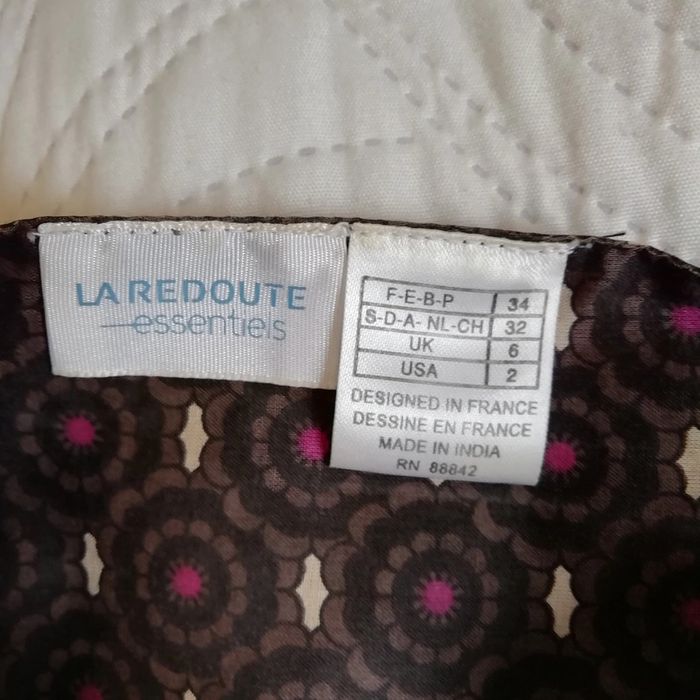 LA REDOUTE
essentiels
F-E-B-P 34
S-D-A- NL-CH 32
UK 6
USA 2
DESIGNED IN FRANCE
DESSINE EN FRANCE
MADE IN INDIA
RN 88842